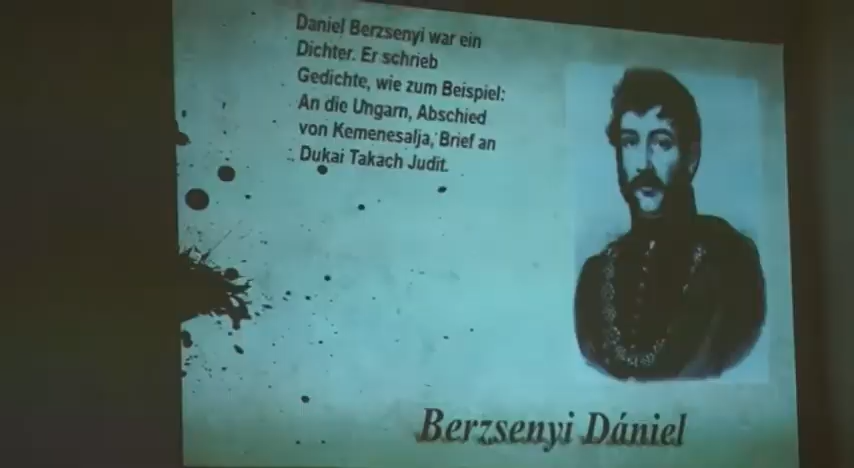 Daniel Berzsenyi war ein
Dichter. Er schrieb
Gedichte, wie zum Beispiel:
An die Ungarn, Abschied
von Kemenesalja, Brief an
Dukai Takach Judit.
Berzsenyi Dániel